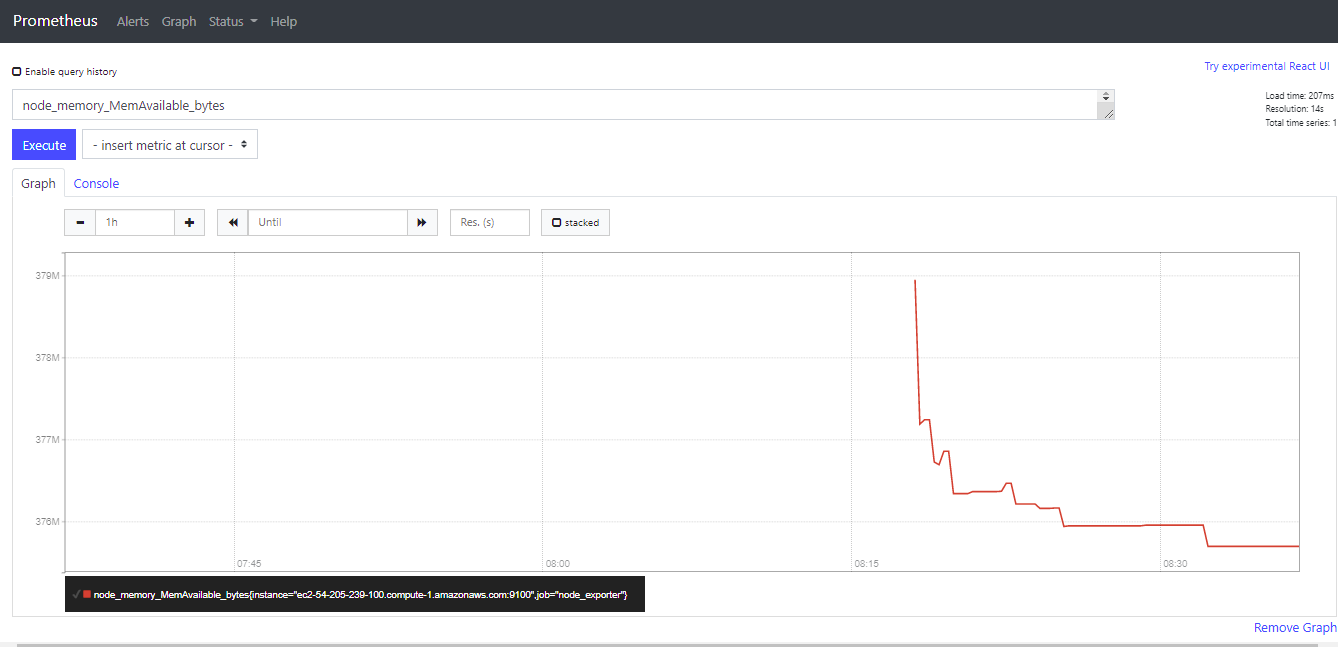 Prometheus Alerts Graph Status Help
Enable query history
Try experimental React UI
node_memory_MemAvailable_bytes
Load time: 207ms
Resolution: 14s
Total time series: 1
Execute - insert metric at cursor -
Graph Console
1h Until Res. (s) stacked
379M
378M
377M
376M
07:45 08:00 08:15 08:30
node_memory_MemAvailable_bytes{instance="ec2-54-205-239-100.compute-1.amazonaws.com:9100",job="node_exporter"}
Remove Graph